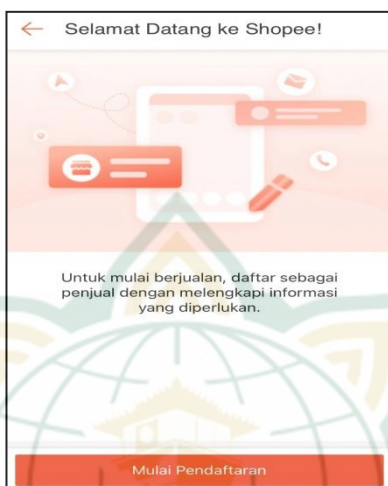 Selamat Datang ke Shopee!
Untuk mulai berjualan, daftar sebagai
penjual dengan melengkapi informasi
yang diperlukan.
Mulai Pendaftaran